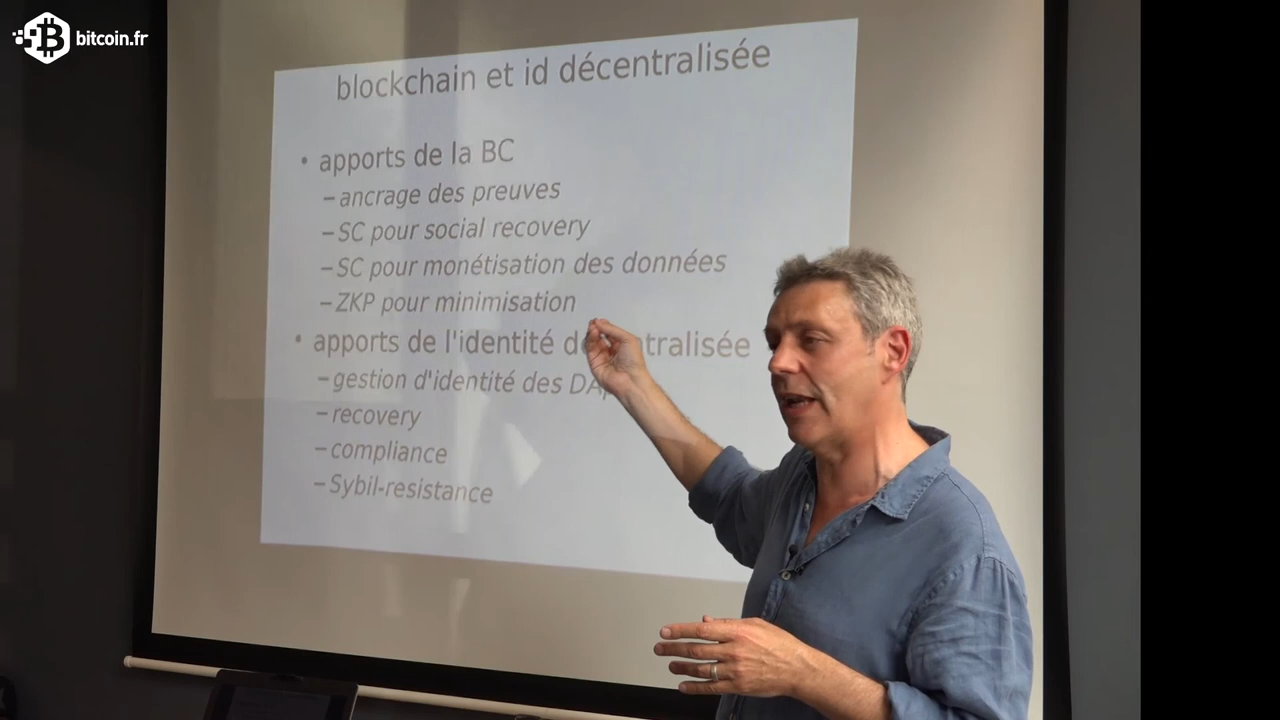 bitcoin.fr
blockchain et id décentralisée
• apports de la BC
– ancrage des preuves
– SC pour social recovery
– SC pour monétisation des données
– ZKP pour minimisation
• apports de l'identité
– gestion d'identité des
– recovery
– compliance
– Sybil-resistance